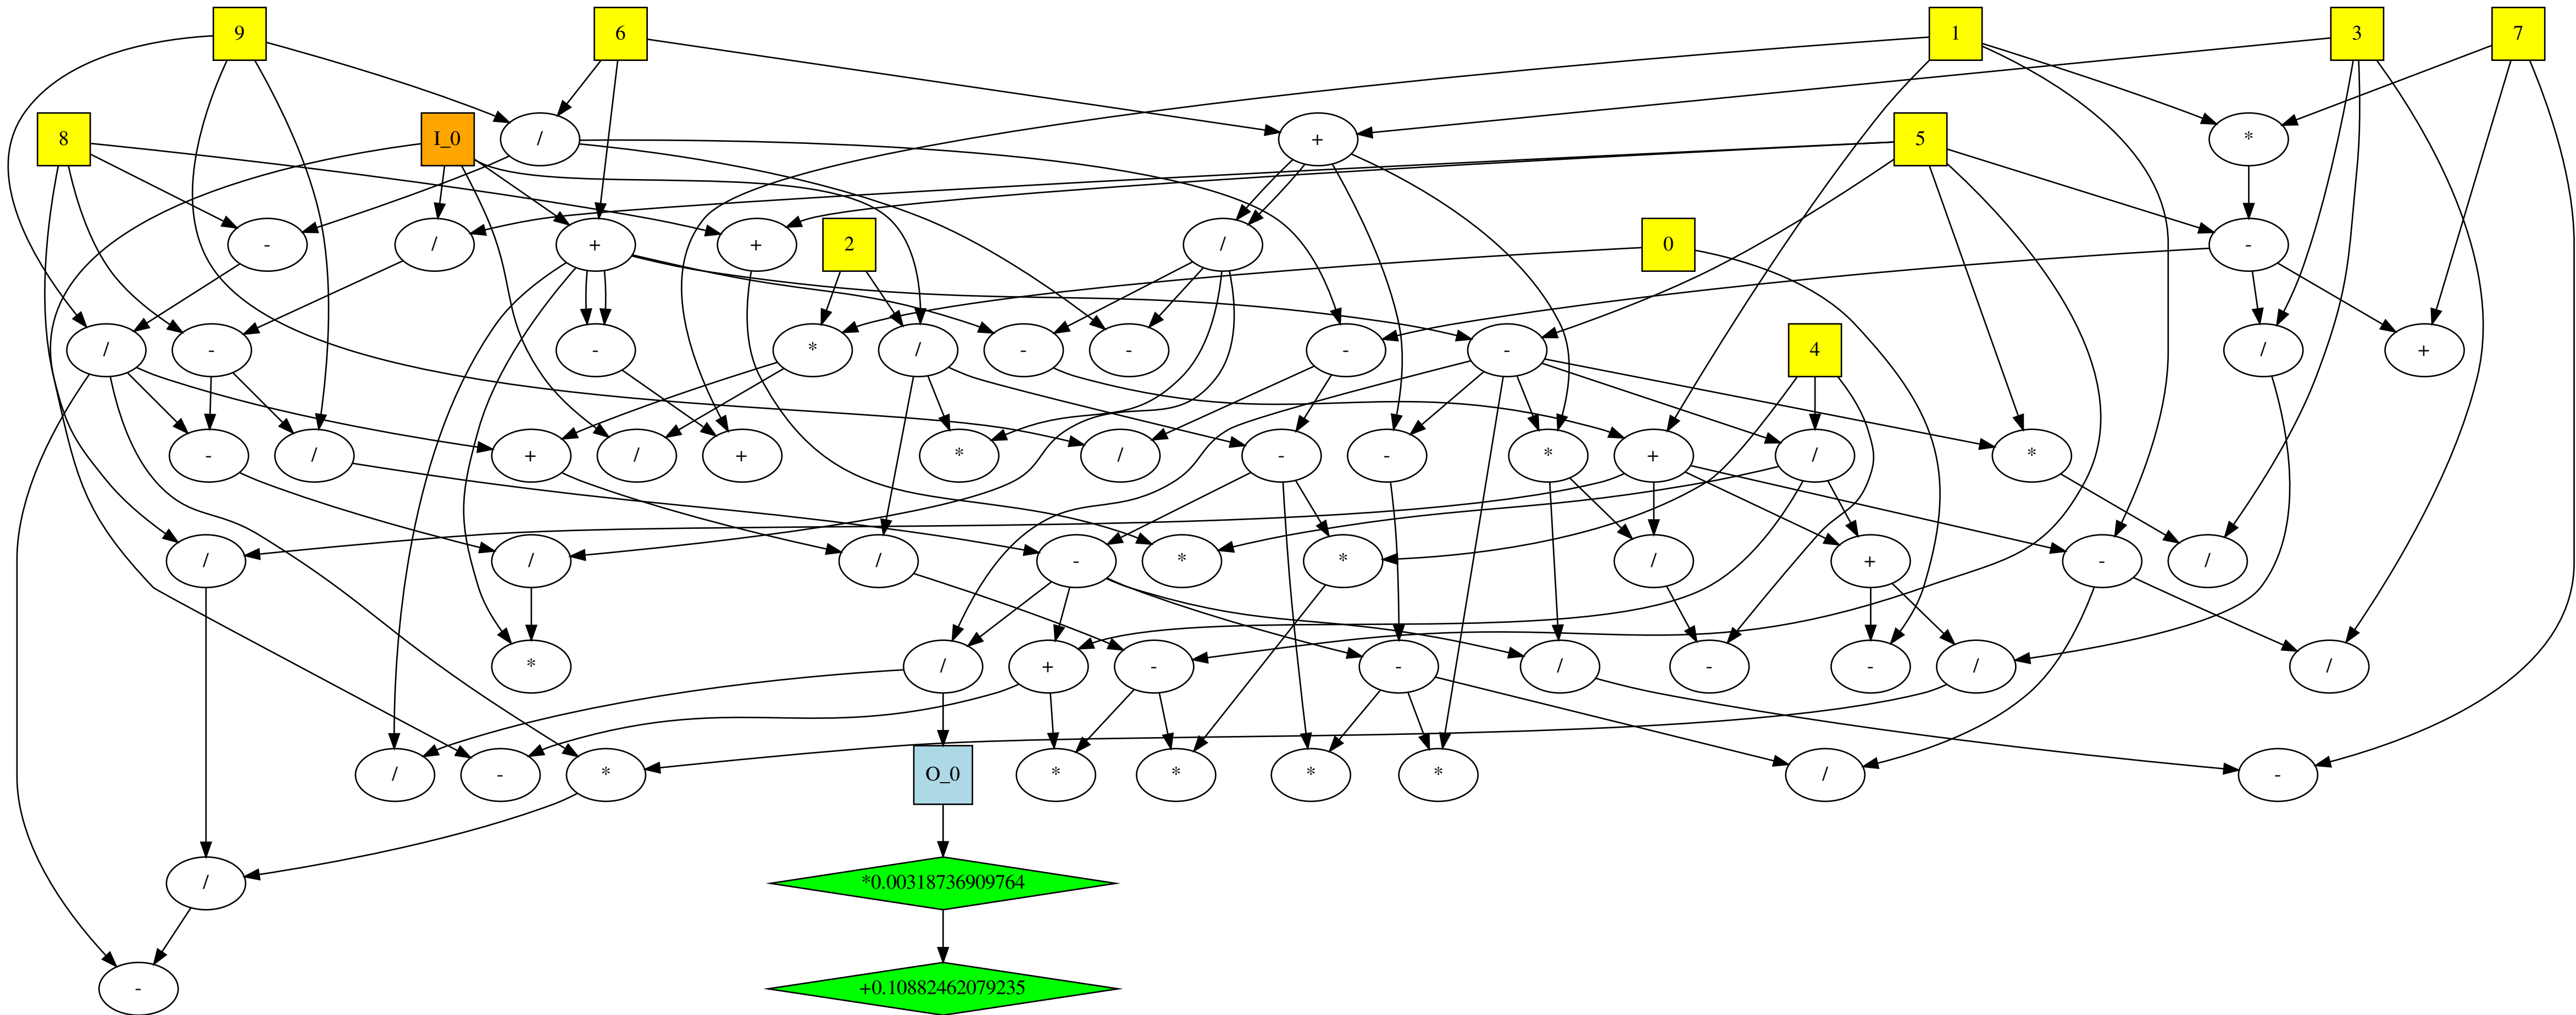 9 6 1 3 7
8 I_0 / + 5 *
- / + + 2 / 0 -
/ - - * / - - - - 4 / +
- / + / + * / - - * + / *
/ / / - * * / + - /
* / + - - / - - / /
/ - * O_0 * * * * / -
/ *0.00318736909764
- +0.10882462079235